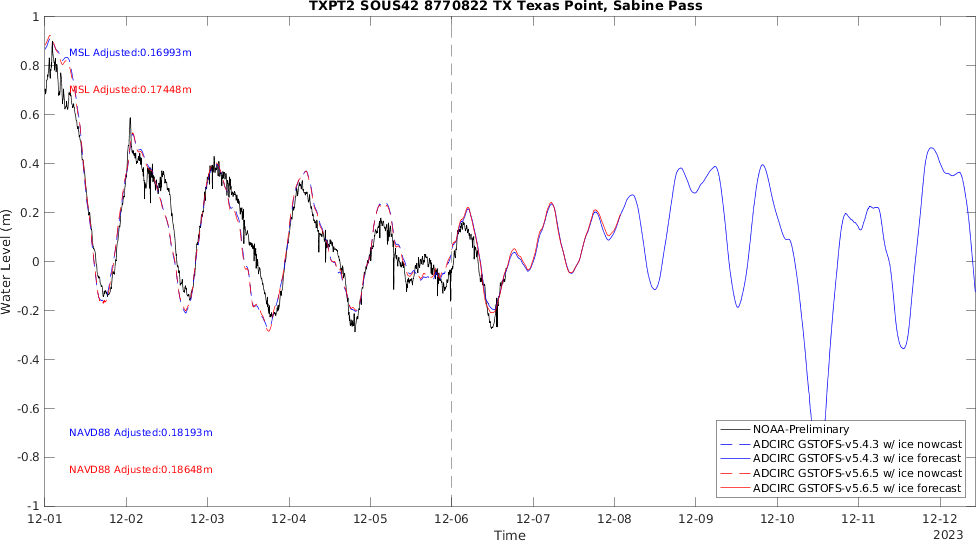 TXPT2 SOUS42 8770822 TX Texas Point, Sabine Pass
1
0.8
0.6
0.4
0.2
0
-0.2
-0.4
-0.6
-0.8
-1
Water Level (m)
MSL Adjusted:0.16993m
MSL Adjusted:0.17448m
NAVD88 Adjusted:0.18193m
NAVD88 Adjusted:0.18648m
NOAA-Preliminary
ADCIRC GSTOFS-v5.4.3 w/ ice nowcast
ADCIRC GSTOFS-v5.4.3 w/ ice forecast
ADCIRC GSTOFS-v5.6.5 w/ ice nowcast
ADCIRC GSTOFS-v5.6.5 w/ ice forecast
12-01 12-02 12-03 12-04 12-05 12-06 12-07 12-08 12-09 12-10 12-11 12-12
2023
Time